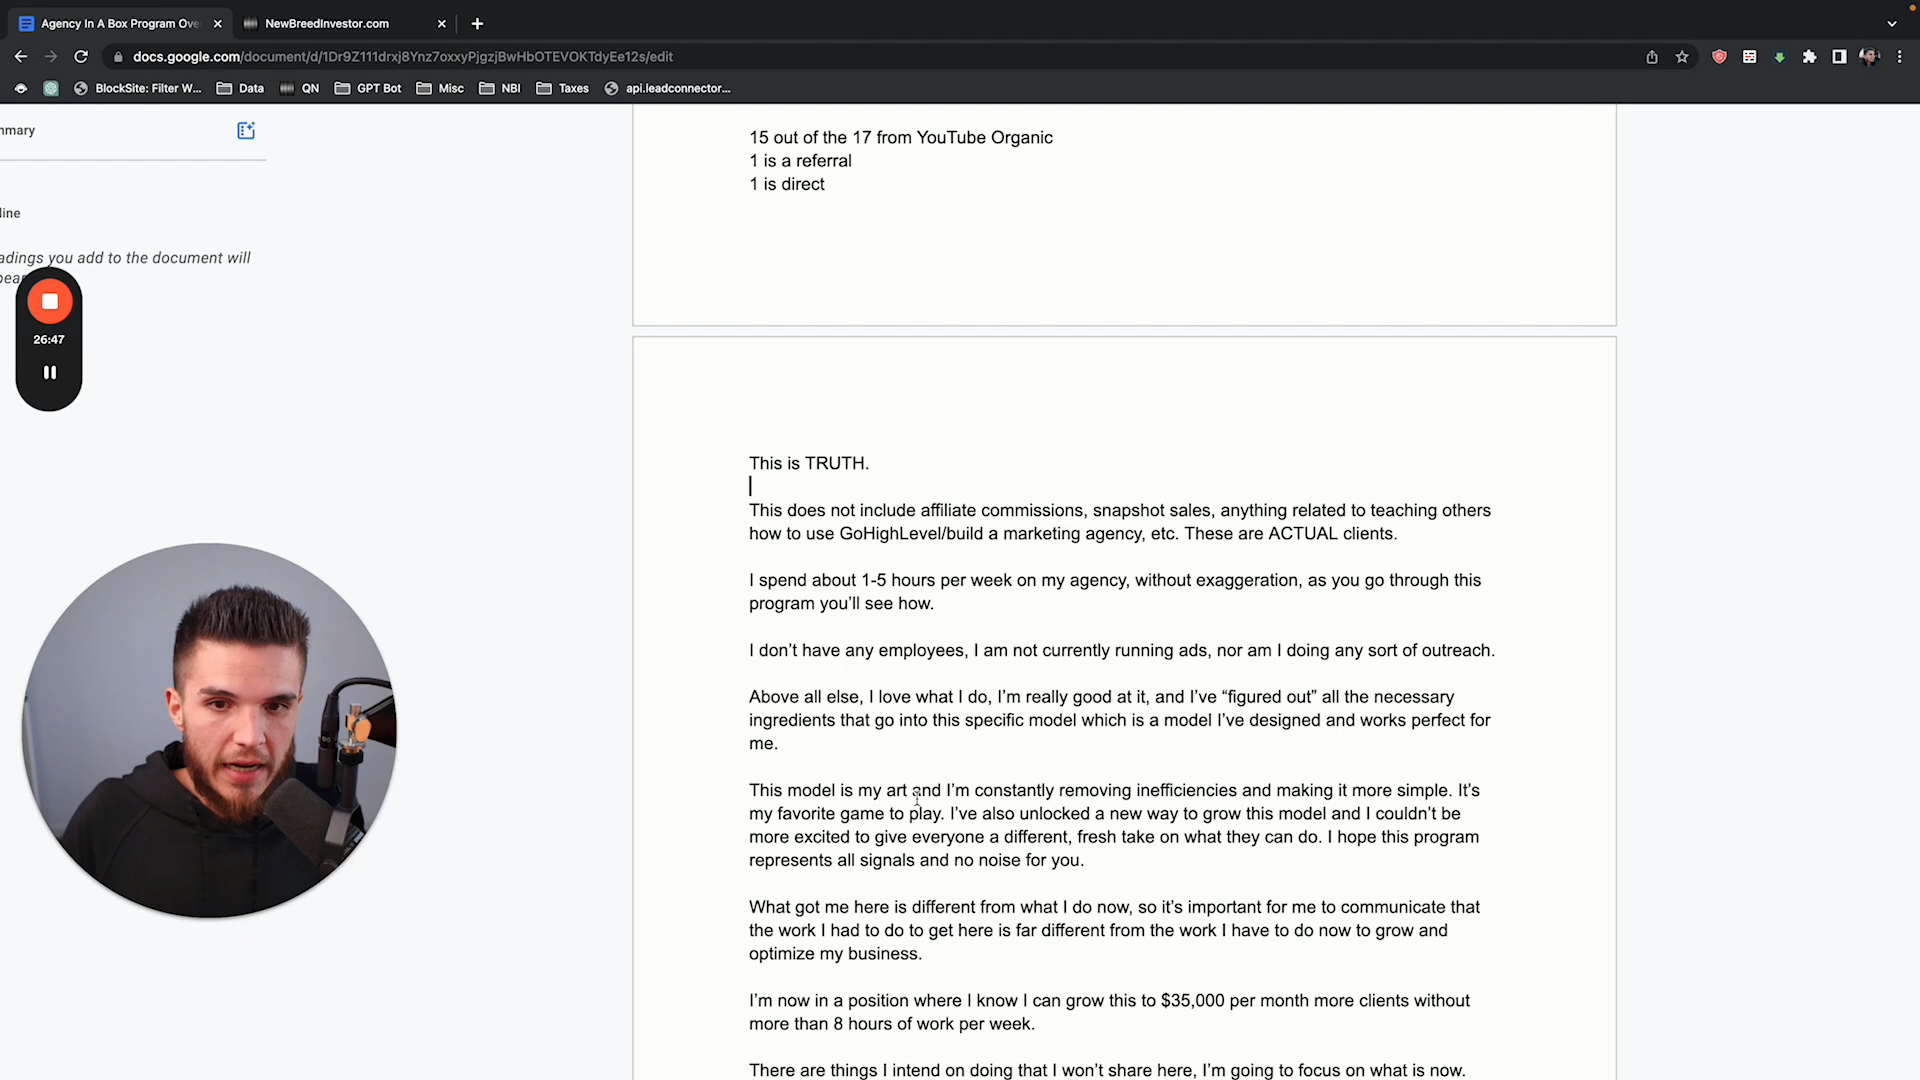 Agency In A Box Program Ove
NewBreedInvestor.com
docs.google.com/document/d/1Dr9Z111drxj8Ynz7oxxyPjgzjBwHbOTEVOKTdyEe12s/edit
BlockSite: Filter W...
Data
QN
GPT Bot
Misc
NBI
Taxes
api.leadconnector...
mmary
line
adings you add to the document will
pear
26:47
15 out of the 17 from YouTube Organic
1 is a referral
1 is direct
This is TRUTH.
This does not include affiliate commissions, snapshot sales, anything related to teaching others
how to use GoHighLevel/build a marketing agency, etc. These are ACTUAL clients.
I spend about 1-5 hours per week on my agency, without exaggeration, as you go through this
program you’ll see how.
I don’t have any employees, I am not currently running ads, nor am I doing any sort of outreach.
Above all else, I love what I do, I’m really good at it, and I’ve “figured out” all the necessary
ingredients that go into this specific model which is a model I’ve designed and works perfect for
me.
This model is my art and I’m constantly removing inefficiencies and making it more simple. It’s
my favorite game to play. I’ve also unlocked a new way to grow this model and I couldn’t be
more excited to give everyone a different, fresh take on what they can do. I hope this program
represents all signals and no noise for you.
What got me here is different from what I do now, so it’s important for me to communicate that
the work I had to do to get here is far different from the work I have to do now to grow and
optimize my business.
I’m now in a position where I know I can grow this to $35,000 per month more clients without
more than 8 hours of work per week.
There are things I intend on doing that I won’t share here, I’m going to focus on what is now.